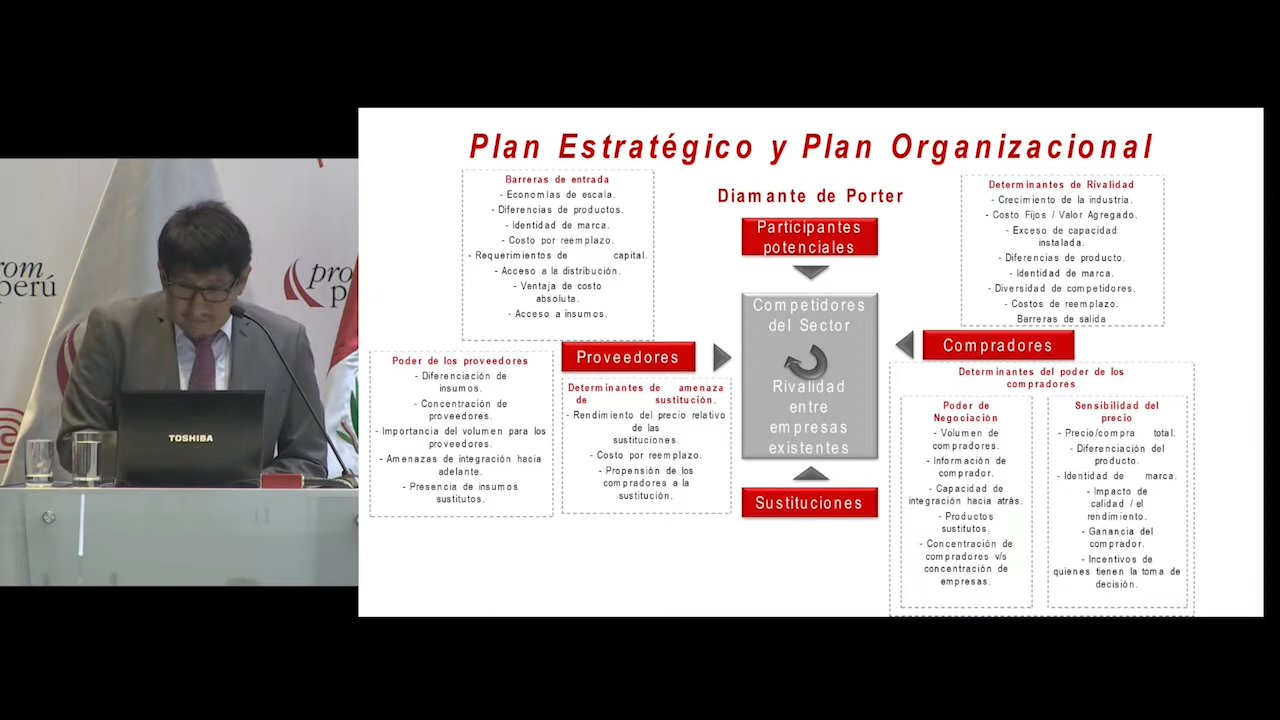 Plan Estratégico y Plan Organizacional
Diamante de Porter
Barreras de entrada
- Economías de escala.
- Diferencias de productos.
- Identidad de marca.
- Costo por reemplazo.
- Requerimientos de capital.
- Acceso a la distribución.
- Ventaja de costo
absoluta.
- Acceso a insumos.
Participantes
potenciales
Determinantes de Rivalidad
- Crecimiento de la industria.
- Costo Fijos / Valor Agregado.
- Exceso de capacidad
instalada.
- Diferencias de producto.
- Identidad de marca.
- Diversidad de competidores.
- Costos de reemplazo.
Barreras de salida
Proveedores
Competidores
del Sector
Rivalidad
entre
empresas
existentes
Compradores
Poder de los proveedores
- Diferenciación de
insumos.
- Concentración de
proveedores.
- Importancia del volumen para los
proveedores.
- Amenazas de integración hacia
adelante.
- Presencia de insumos
sustitutos.
Determinantes de amenaza
de sustitución.
- Rendimiento del precio relativo
de las
sustituciones.
- Costo por reemplazo.
- Propensión de los
compradores a la
sustitución.
Sustituciones
Determinantes del poder de los
compradores
Poder de
Negociación
- Volumen de
compradores.
- Información de
comprador.
- Capacidad de
integración hacia atrás.
- Productos
sustitutos.
- Concentración de
compradores v/s
concentración de
empresas.
Sensibilidad del
precio
- Precio/compra total.
- Diferenciación del
producto.
- Identidad de marca.
- Impacto de
calidad / el
rendimiento.
- Ganancia del
comprador.
- Incentivos de
quienes tienen la toma de
decisión.
TOSHIBA
om
perú
pro
p